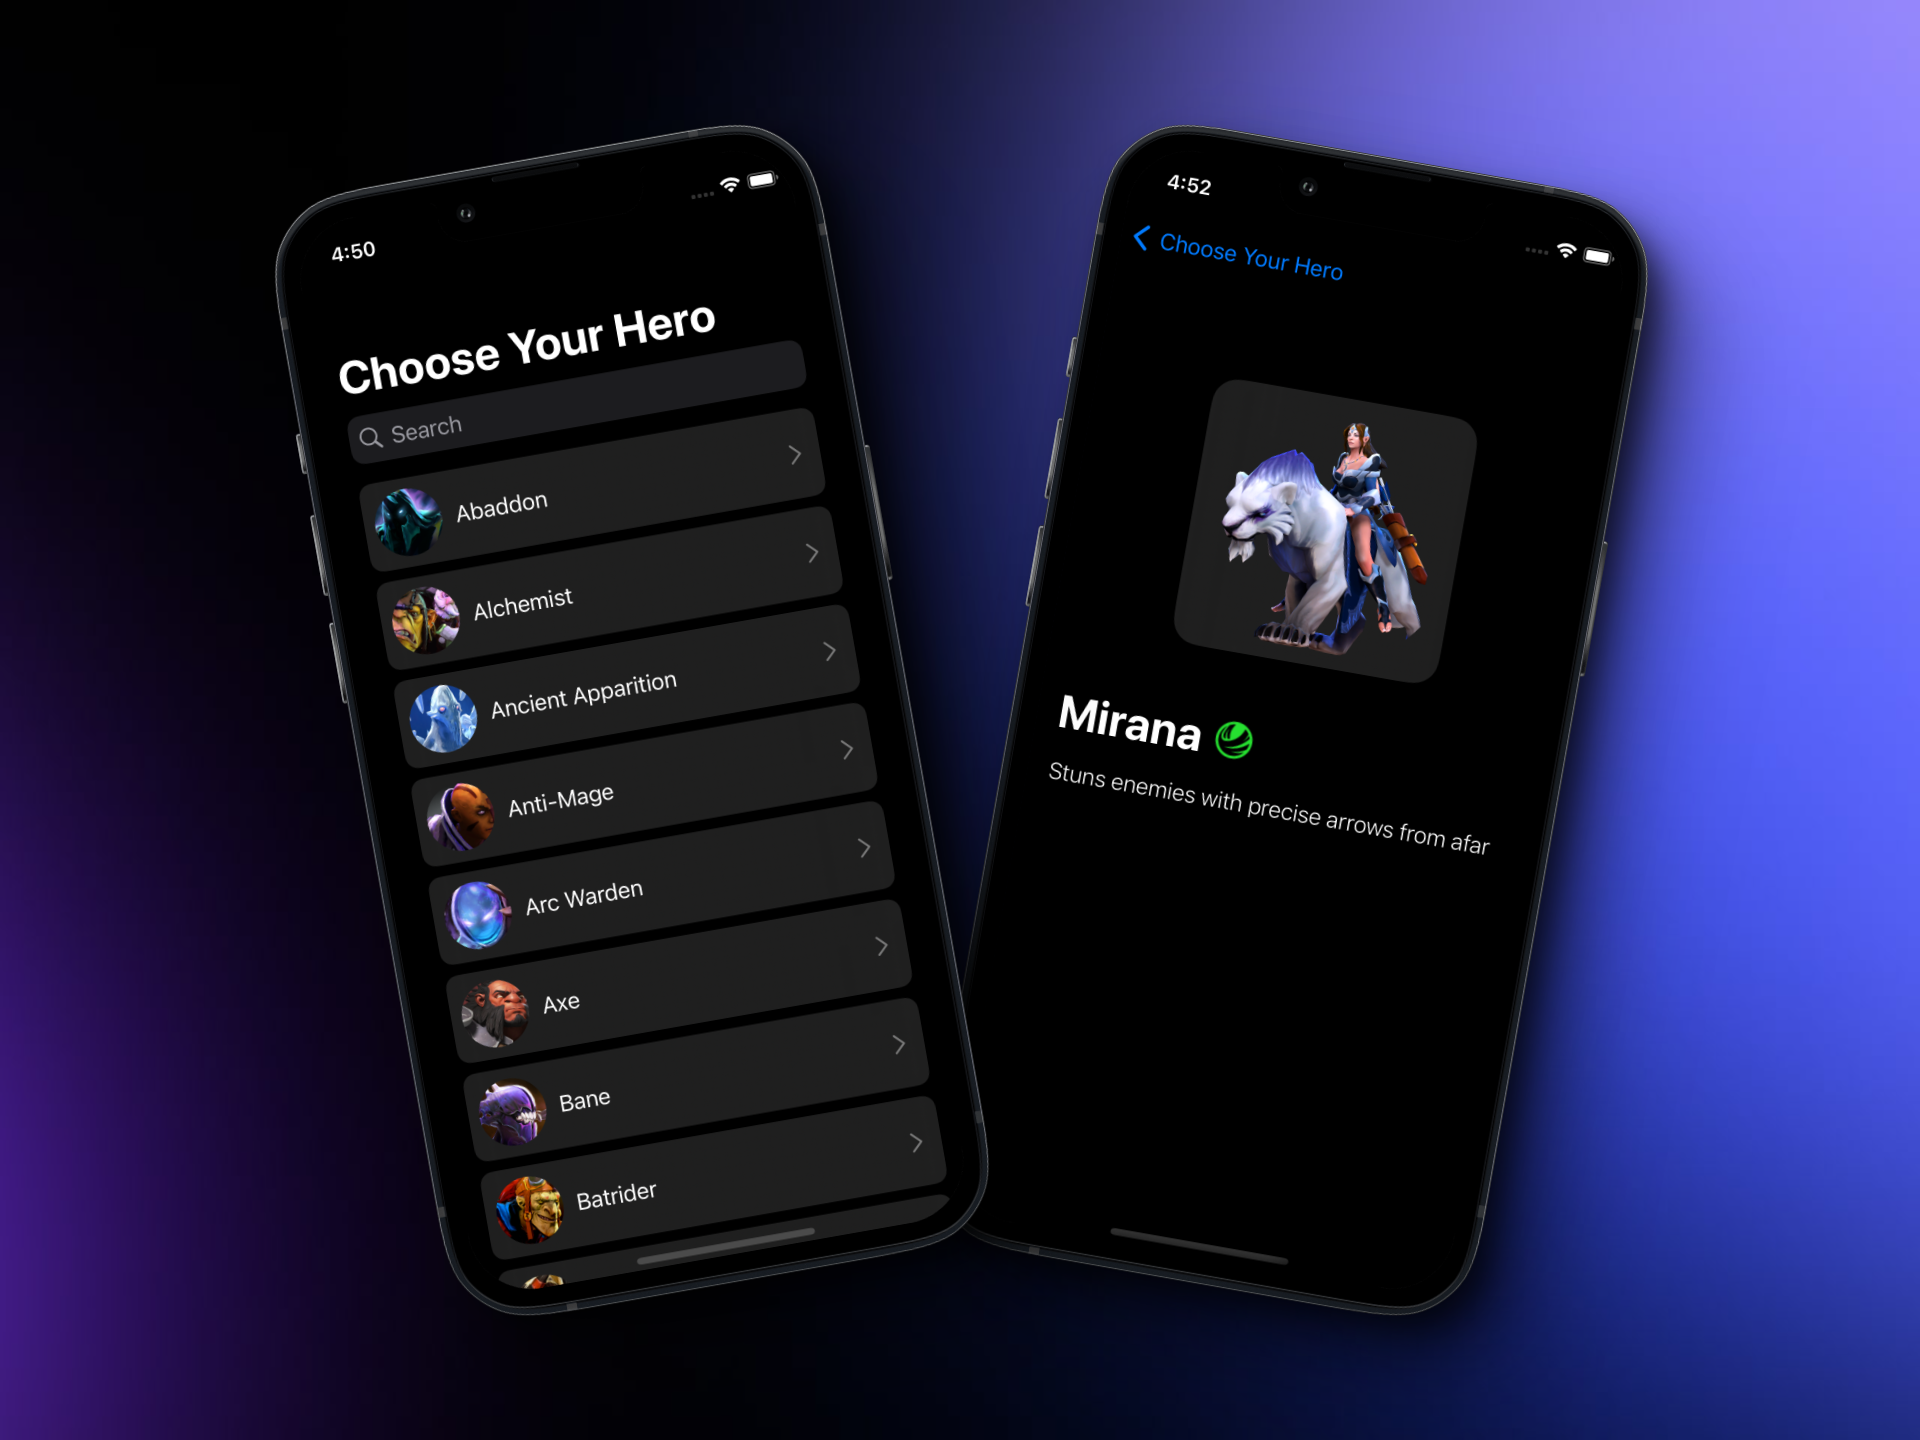 4:50
Choose Your Hero
Search
Abaddon
Alchemist
Ancient Apparition
Anti-Mage
Arc Warden
Axe
Bane
Batrider
4:52
Choose Your Hero
Mirana
Stuns enemies with precise arrows from afar